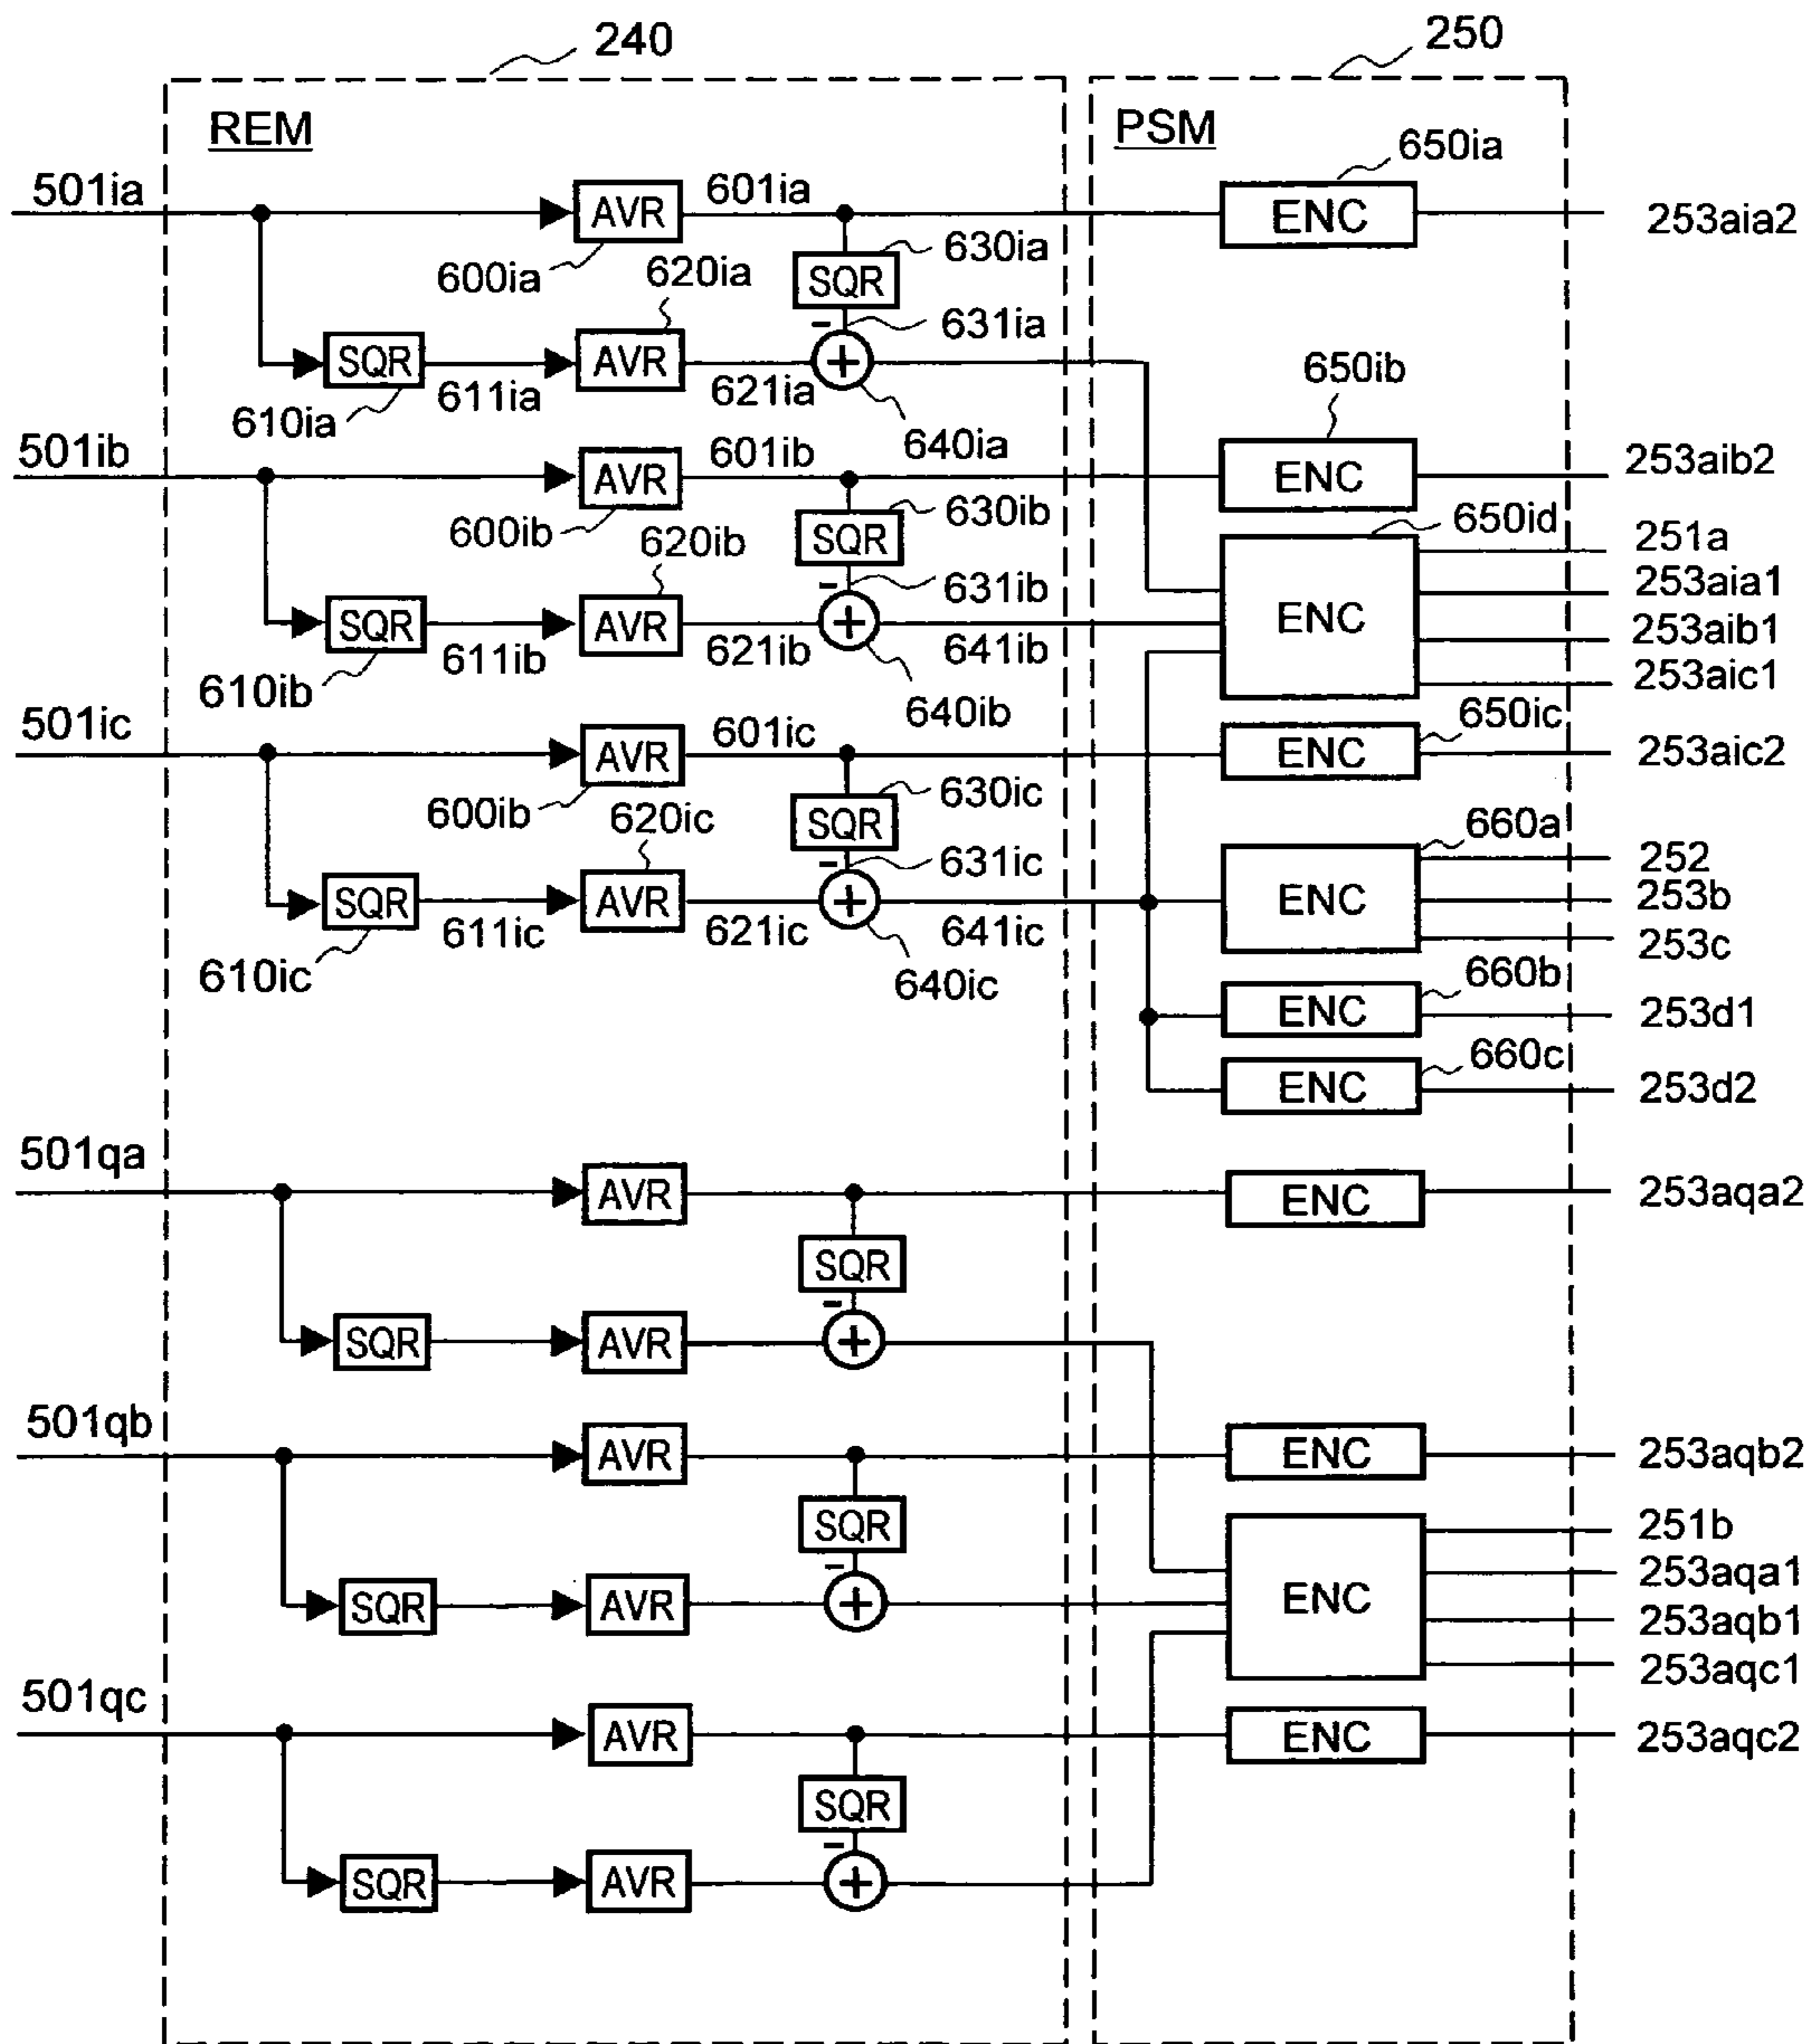 240
250
REM
PSM
650ia
501ia
AVR
601ia
ENC
253aia2
600ia
620ia
630ia
SQR
-
631ia
SQR
611ia
AVR
621ia
+
610ia
640ia
650ib
501ib
AVR
601ib
ENC
253aib2
600ib
620ib
630ib
SQR
650id
251a
-
631ib
253aia1
SQR
611ib
AVR
621ib
+
641ib
ENC
253aib1
610ib
640ib
253aic1
501ic
AVR
601ic
650ic
ENC
253aic2
600ib
620ic
630ic
SQR
660a
252
-
631ic
SQR
611ic
AVR
621ic
+
641ic
ENC
253b
253c
610ic
640ic
660b
ENC
253d1
660c
ENC
253d2
501qa
AVR
ENC
253aqa2
SQR
-
SQR
AVR
+
501qb
AVR
ENC
253aqb2
SQR
251b
-
253aqa1
SQR
AVR
+
ENC
253aqb1
253aqc1
501qc
AVR
ENC
253aqc2
SQR
-
SQR
AVR
+